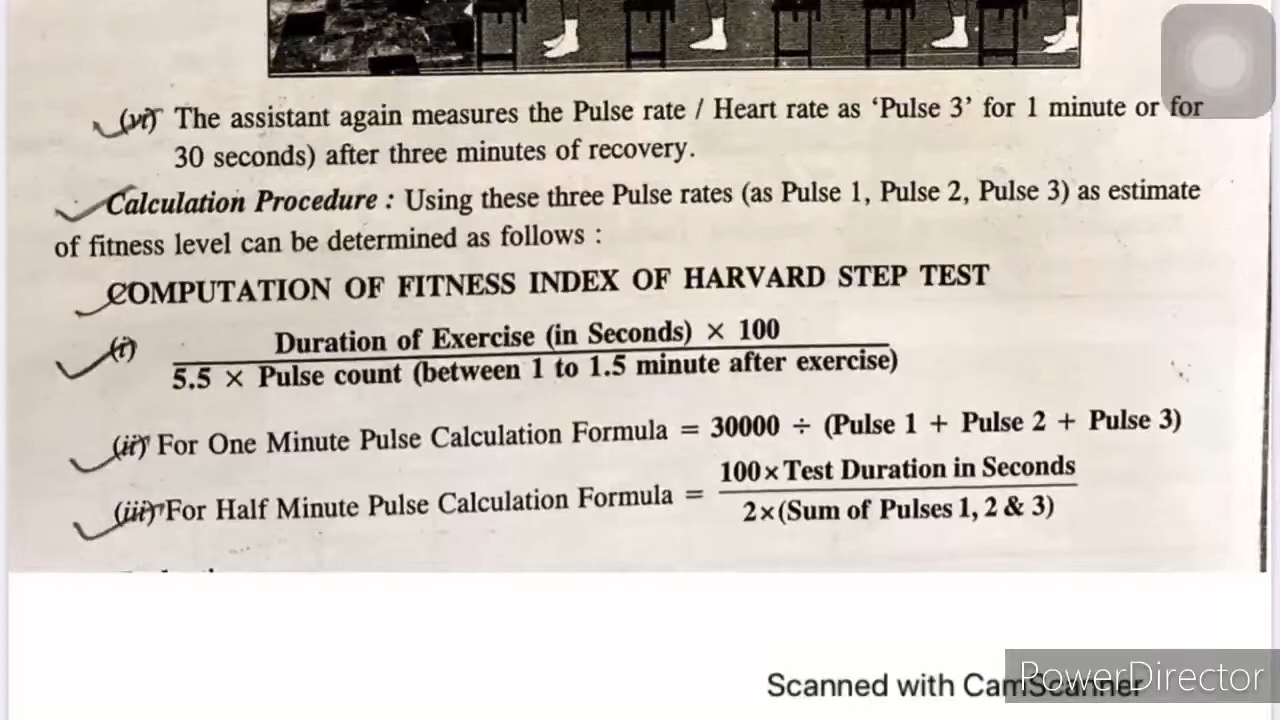 (vi) The assistant again measures the Pulse rate / Heart rate as ‘Pulse 3’ for 1 minute or for
30 seconds) after three minutes of recovery.
Calculation Procedure : Using these three Pulse rates (as Pulse 1, Pulse 2, Pulse 3) as estimate
of fitness level can be determined as follows :
COMPUTATION OF FITNESS INDEX OF HARVARD STEP TEST
(i) Duration of Exercise (in Seconds) × 100
5.5 × Pulse count (between 1 to 1.5 minute after exercise)
(ii) For One Minute Pulse Calculation Formula = 30000 ÷ (Pulse 1 + Pulse 2 + Pulse 3)
(iii) For Half Minute Pulse Calculation Formula = 100×Test Duration in Seconds
2×(Sum of Pulses 1, 2 & 3)
Scanned with CamScanner
PowerDirector